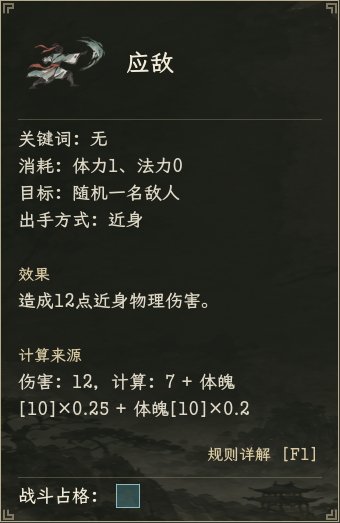 应敌
关键词: 无
消耗: 体力1、法力0
目标: 随机一名敌人
出手方式: 近身
效果
造成12点近身物理伤害。
计算来源
伤害: 12, 计算: 7 + 体魄
[10]×0.25 + 体魄[10]×0.2
规则详解 [F1]
战斗占格: